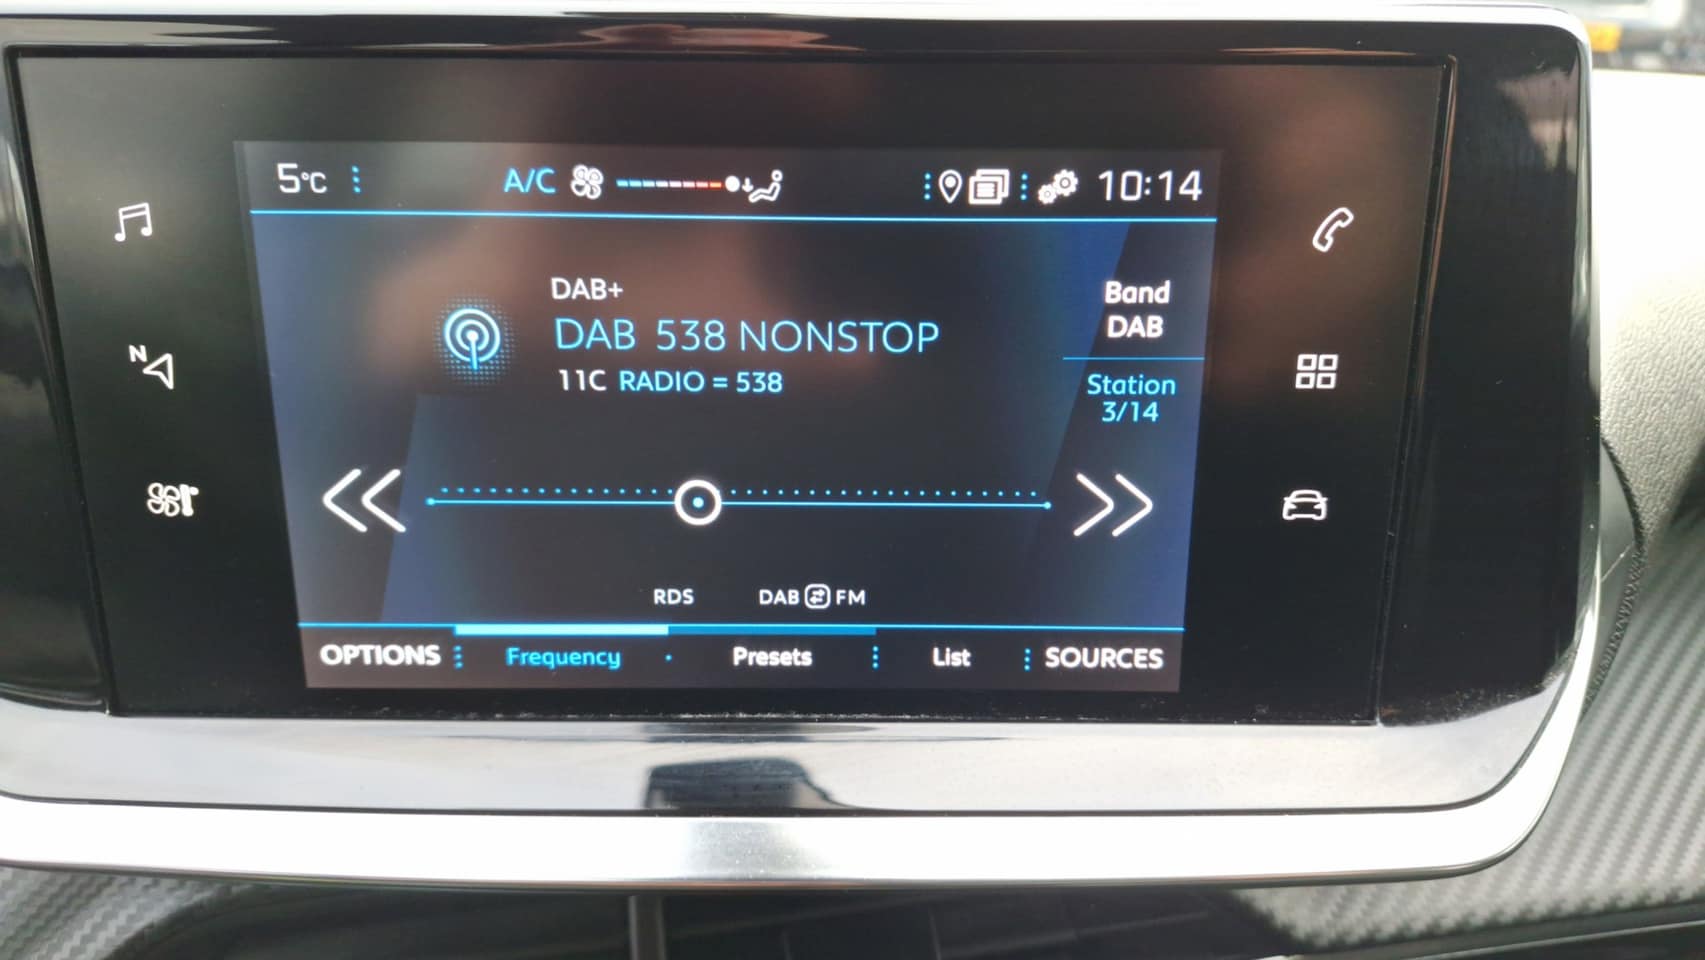 5°C A/C 10:14
DAB+
DAB 538 NONSTOP
11C RADIO = 538
Band
DAB
Station
3/14
N
RDS DAB FM
OPTIONS Frequency Presets List SOURCES